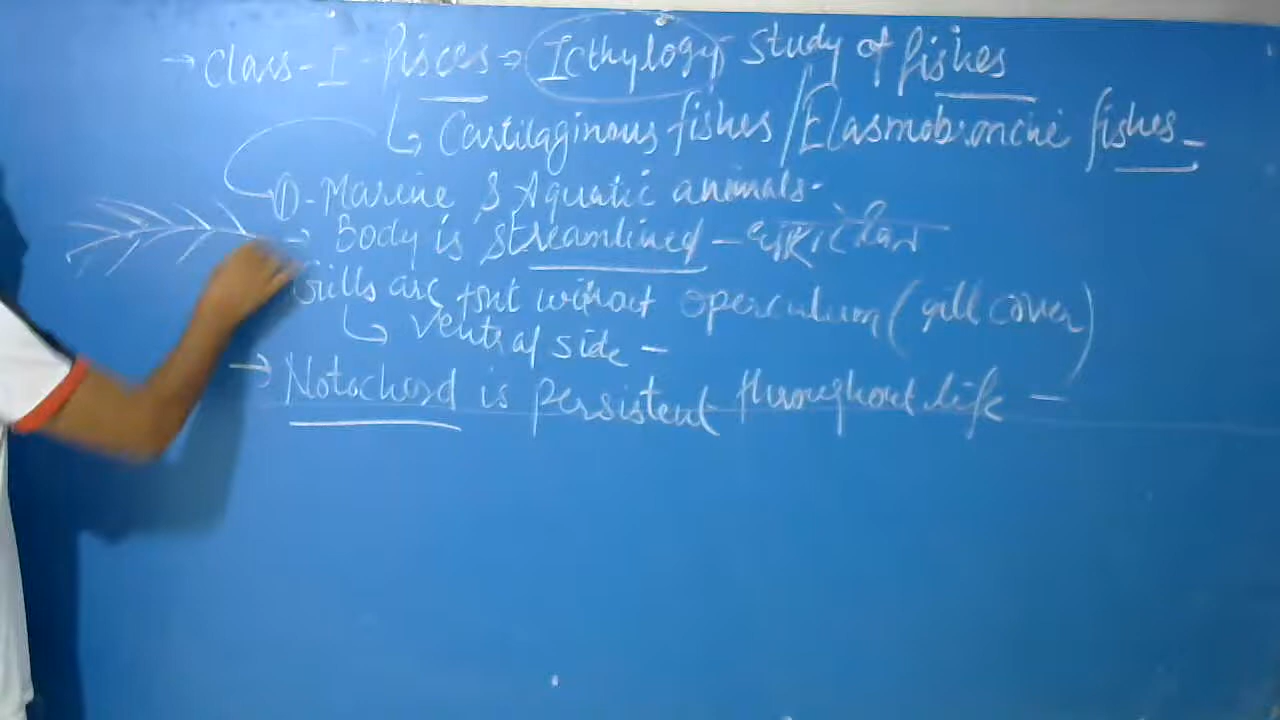 → Class-I Pisces → Icthylogy- Study of fishes
↳ Cartilaginous fishes / Elasmobranchi fishes -
① - Marine & Aquatic animals.
→ Body is streamlined -
Gills are without operculum (gill cover)
↳ Ventral side -
→ Notochord is persistent throughout life -